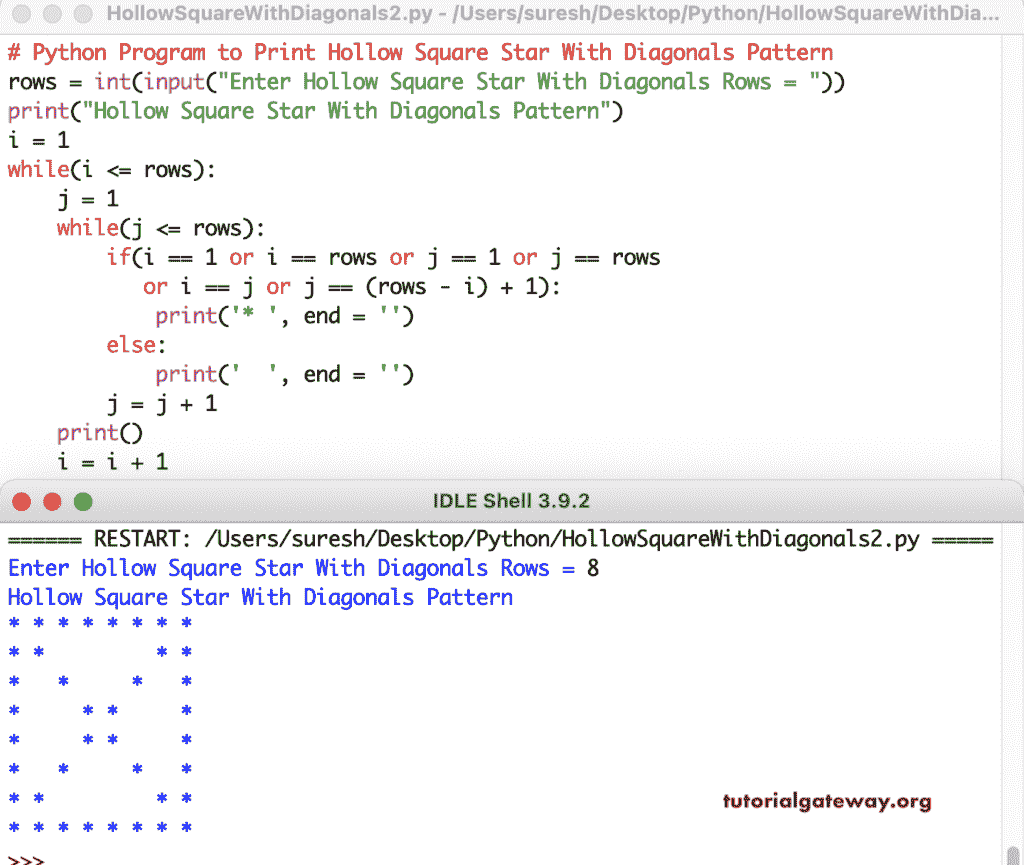 HollowSquareWithDiagonals2.py - /Users/suresh/Desktop/Python/HollowSquareWithDia...
# Python Program to Print Hollow Square Star With Diagonals Pattern
rows = int(input("Enter Hollow Square Star With Diagonals Rows = "))
print("Hollow Square Star With Diagonals Pattern")
i = 1
while(i <= rows):
    j = 1
    while(j <= rows):
        if(i == 1 or i == rows or j == 1 or j == rows
           or i == j or j == (rows - i) + 1):
            print('* ', end = '')
        else:
            print('  ', end = '')
        j = j + 1
    print()
    i = i + 1
IDLE Shell 3.9.2
====== RESTART: /Users/suresh/Desktop/Python/HollowSquareWithDiagonals2.py =====
Enter Hollow Square Star With Diagonals Rows = 8
Hollow Square Star With Diagonals Pattern
* * * * * * * *
* *         * *
*   *     *   *
*     * *     *
*     * *     *
*   *     *   *
* *         * *
* * * * * * * *
tutorialgateway.org
>>>